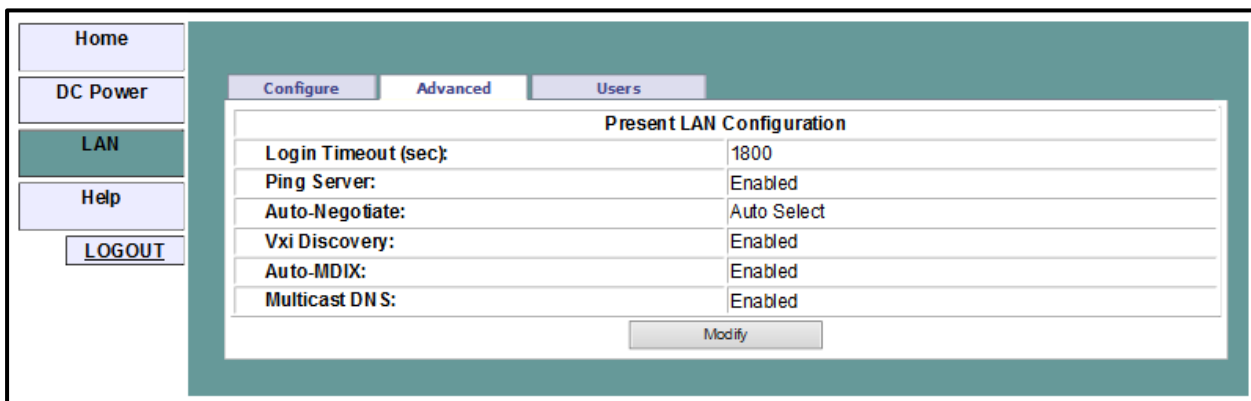 Home
DC Power
LAN
Help
LOGOUT
Configure Advanced Users
Present LAN Configuration
Login Timeout (sec): 1800
Ping Server: Enabled
Auto-Negotiate: Auto Select
Vxi Discovery: Enabled
Auto-MDIX: Enabled
Multicast DNS: Enabled
Modify